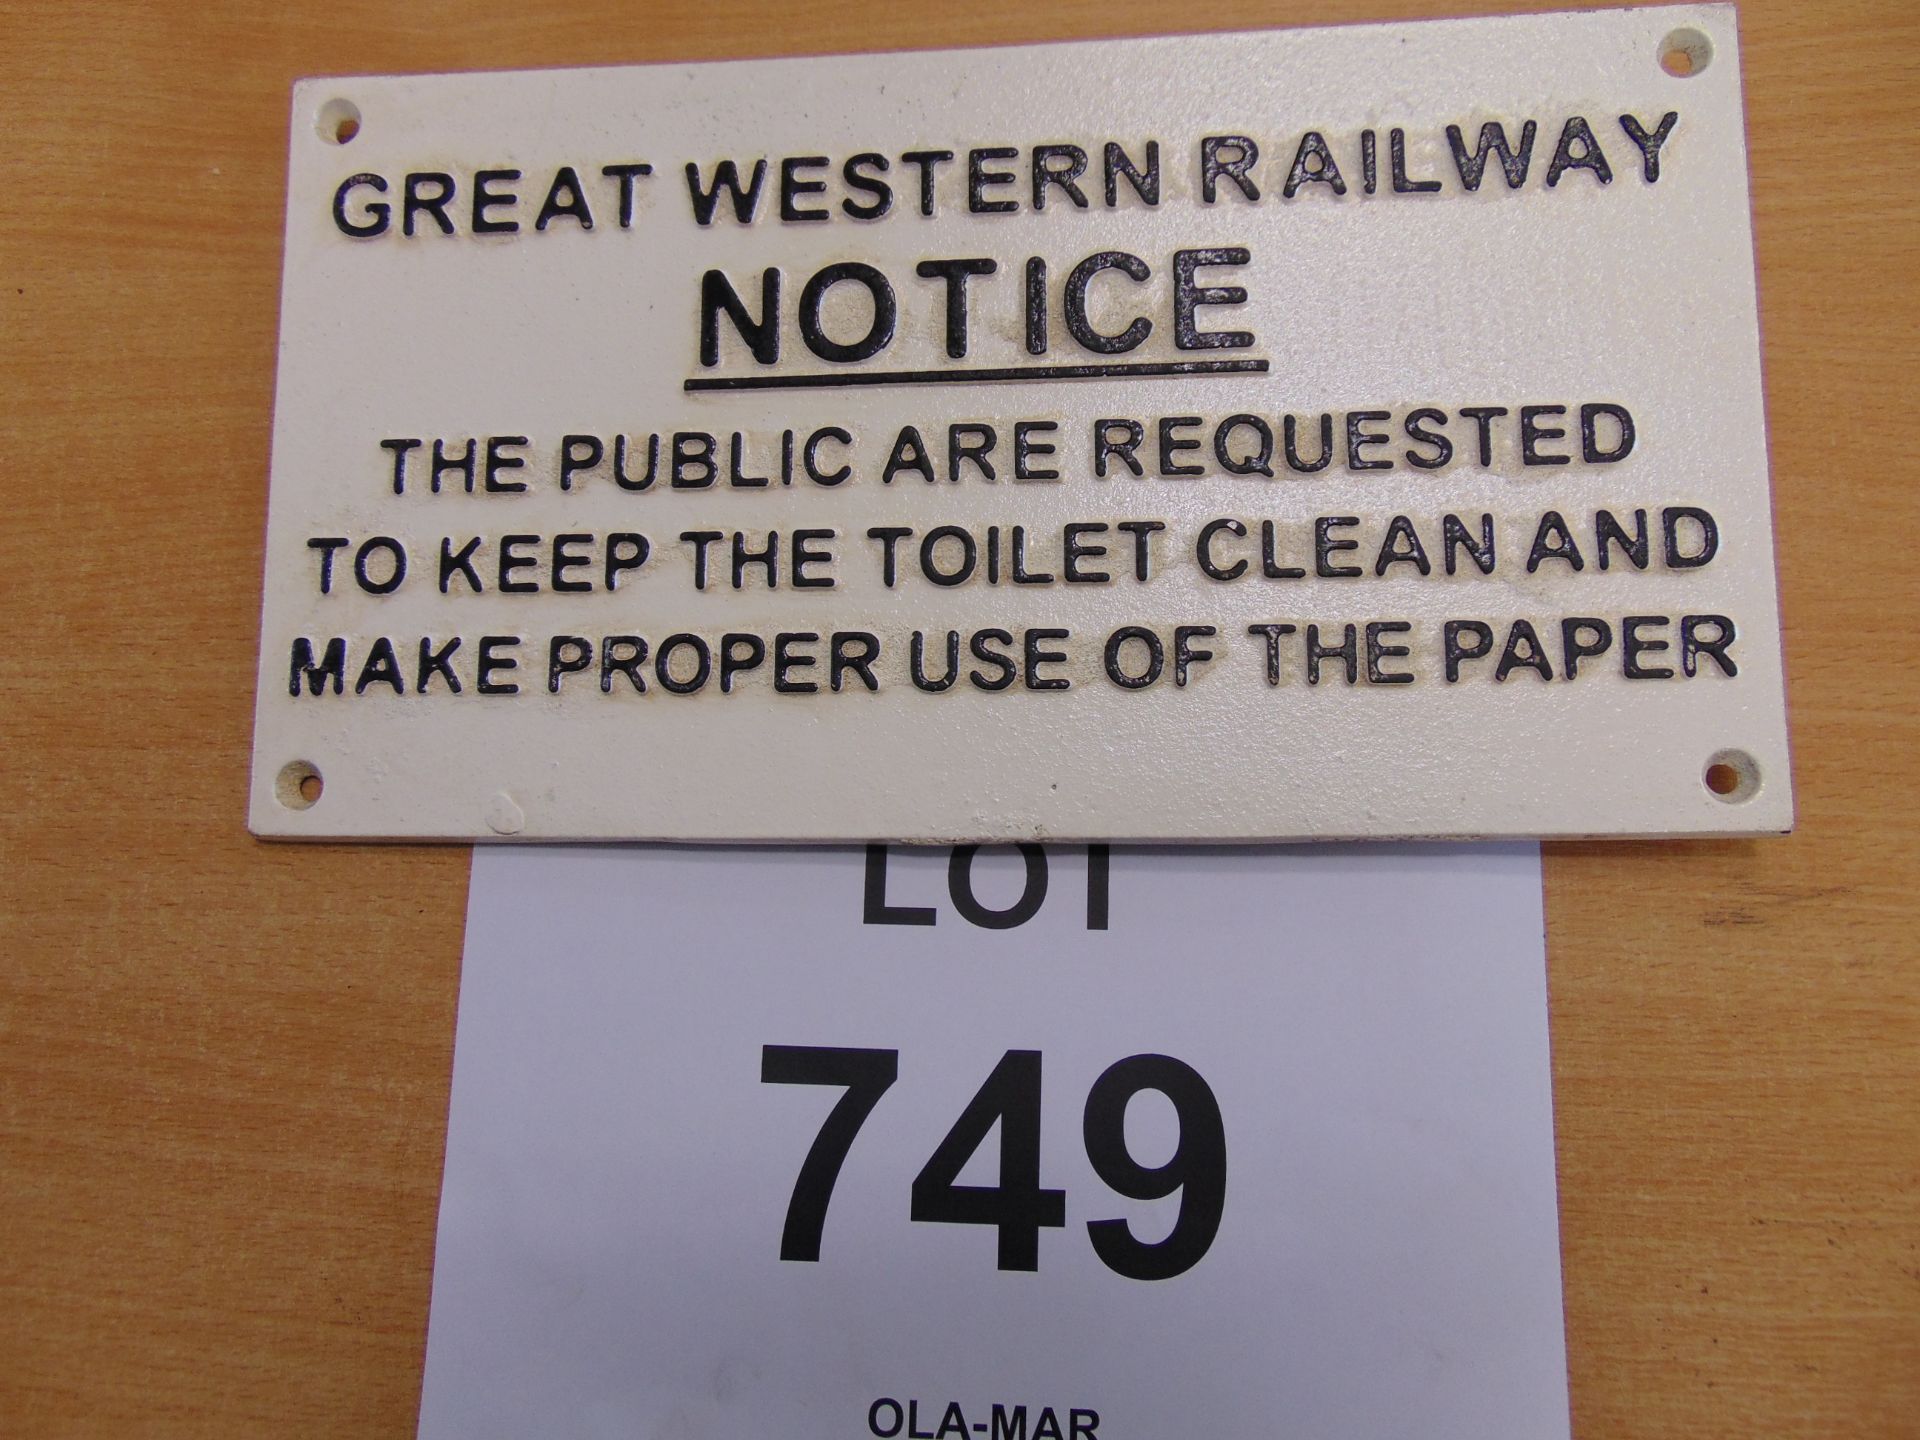 GREAT WESTERN RAILWAY
NOTICE
THE PUBLIC ARE REQUESTED
TO KEEP THE TOILET CLEAN AND
MAKE PROPER USE OF THE PAPER
LOT
749
OLA-MAR